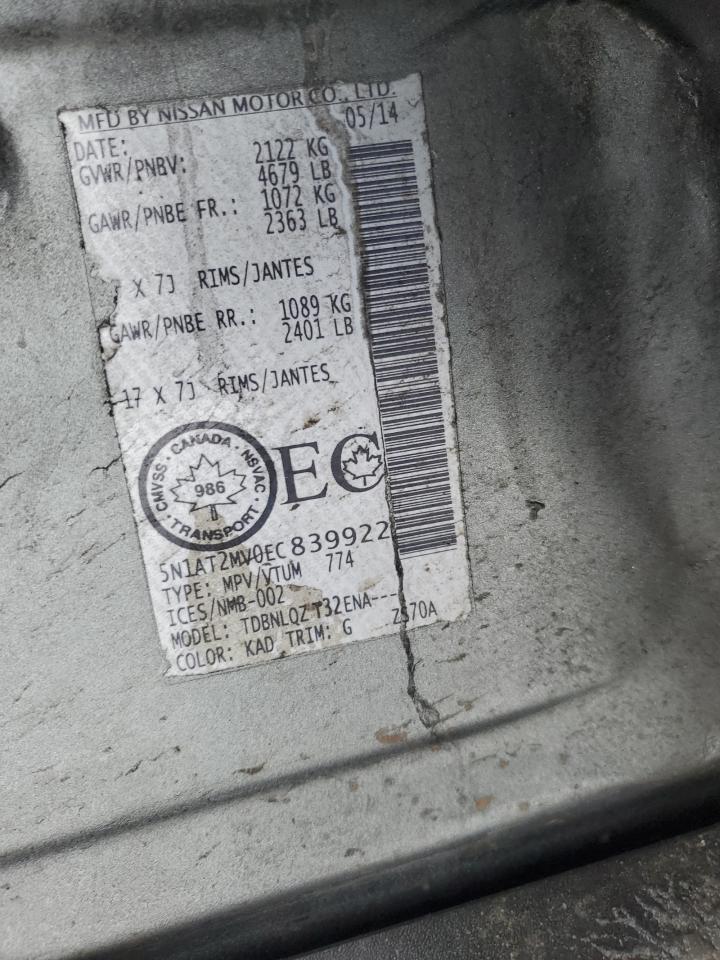 MFD BY NISSAN MOTOR CO., LTD.
DATE: 05/14
GVWR/PNBV: 2122 KG
4679 LB
GAWR/PNBE FR.: 1072 KG
2363 LB
X 7J RIMS/JANTES
GAWR/PNBE RR.: 1089 KG
2401 LB
17 X 7J RIMS/JANTES
CMVSS · CANADA · NSVAC · TRANSPORT ·
986
EC
5N1AT2MV0EC839922
TYPE: MPV/VTUM 774
ICES/NMB-002
MODEL: TDBNLQZ T32ENA---
COLOR: KAD TRIM: G ZS70A